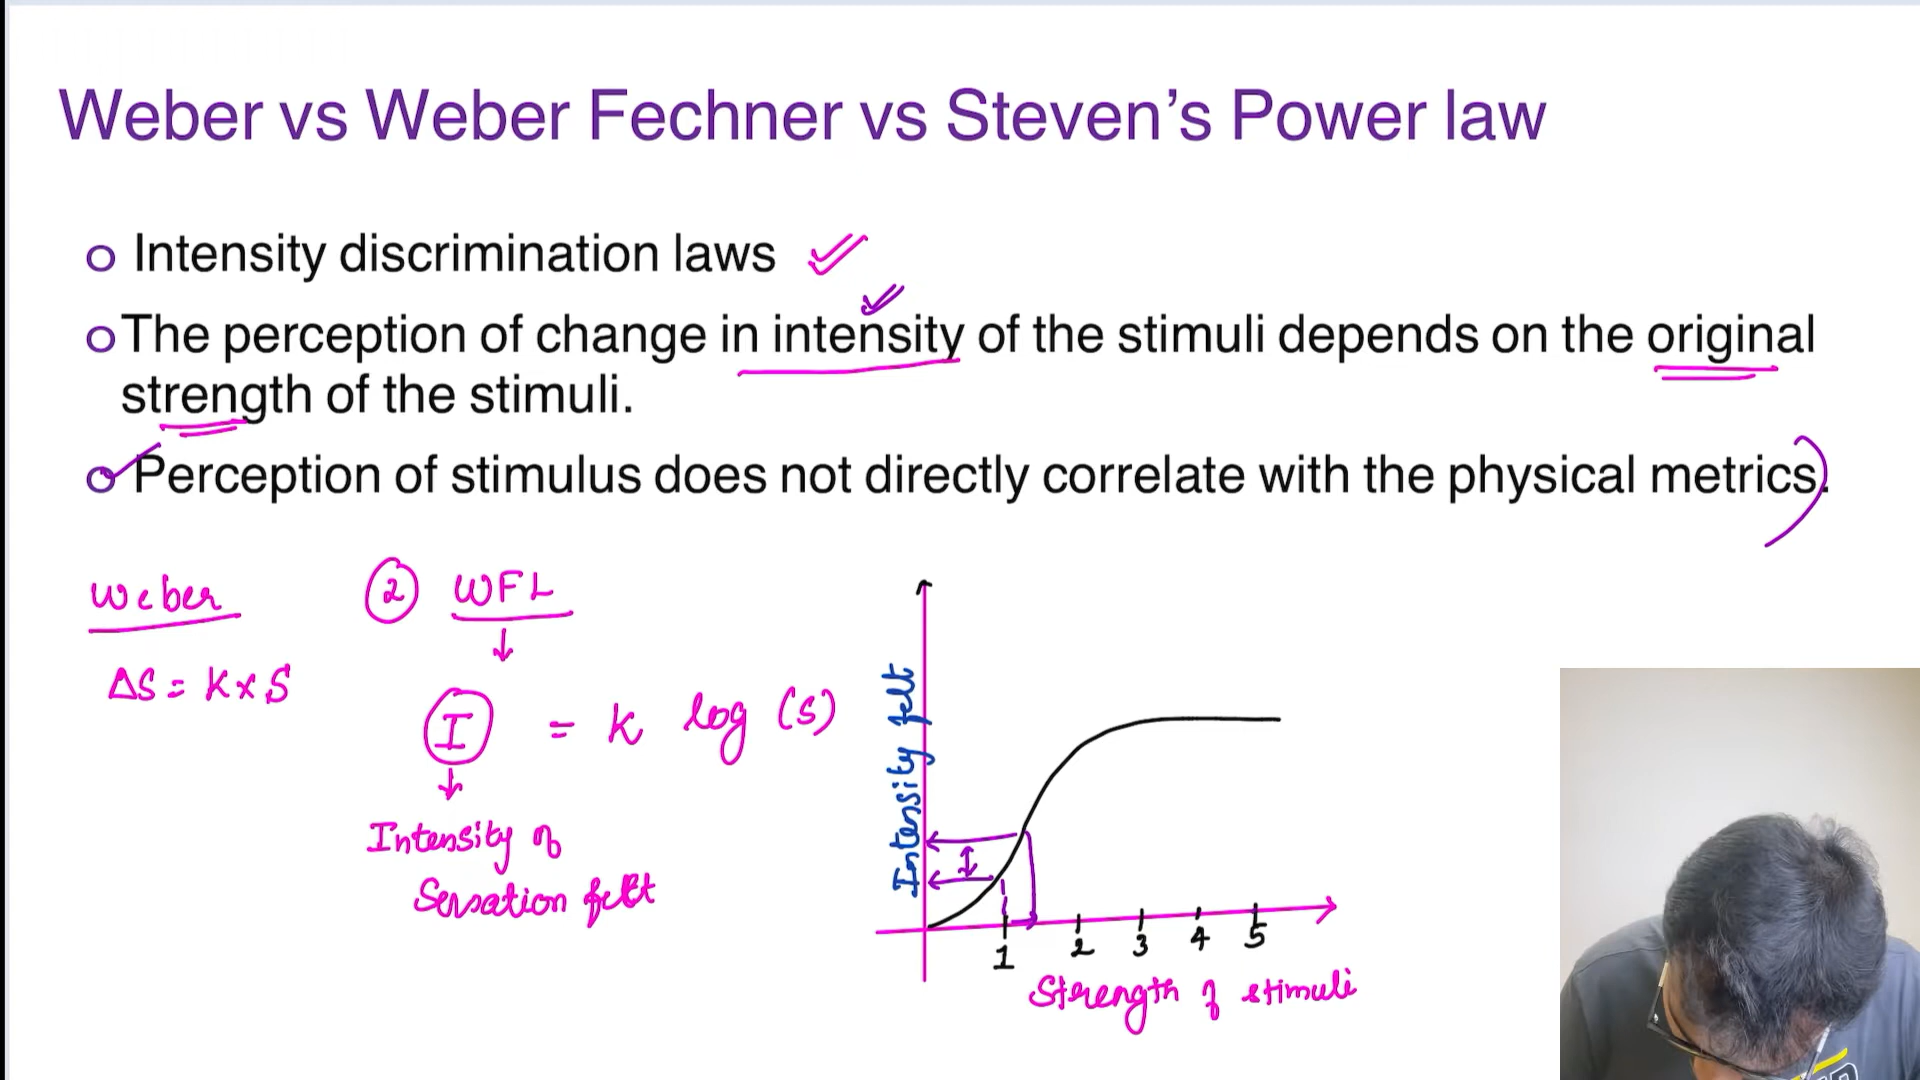 Weber vs Weber Fechner vs Steven's Power law
o Intensity discrimination laws
o The perception of change in intensity of the stimuli depends on the original
strength of the stimuli.
o Perception of stimulus does not directly correlate with the physical metrics.
Weber
ΔS = K x S
2 WFL
I = K log (s)
Intensity of
Sensation felt
Intensity felt
I
1 2 3 4 5
Strength of stimuli